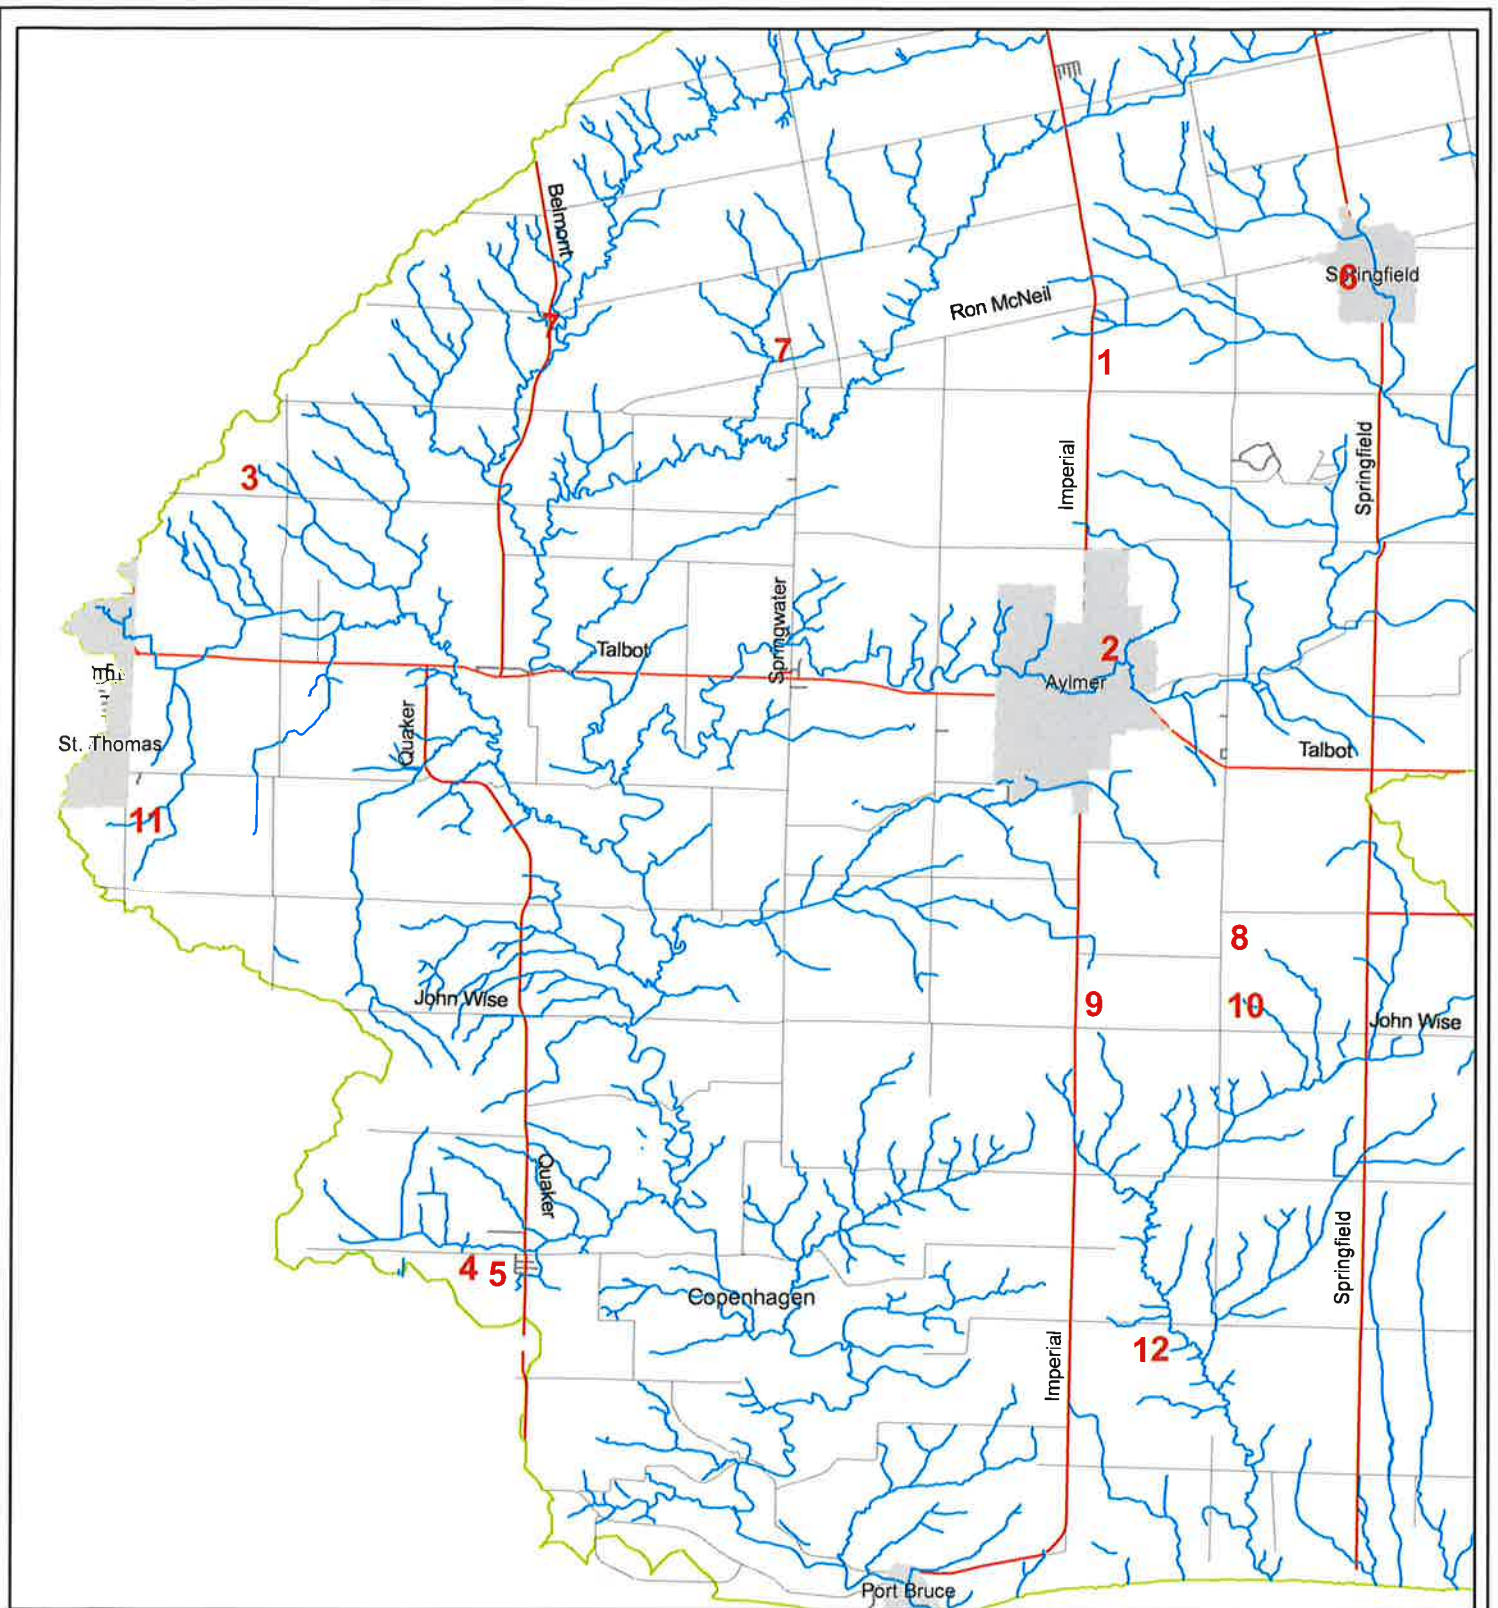 Belmont
6
Springfield
Ron McNeil
7
7
1
Imperial
Springfield
3
Springwater
Talbot
2
Aylmer
Quaker
St. Thomas
Talbot
11
8
John Wise
9
10
John Wise
Quaker
4
5
Copenhagen
Springfield
Imperial
12
Port Bruce